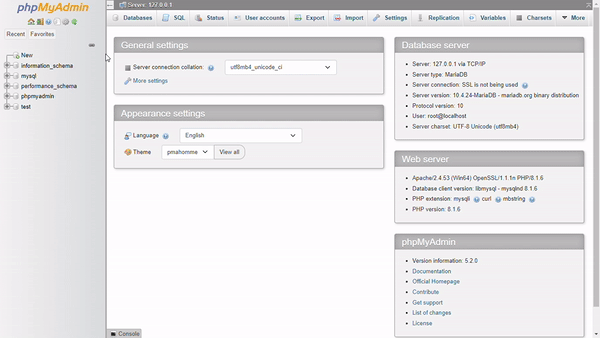 phpMyAdmin
Recent Favorites
New
information_schema
mysql
performance_schema
phpmyadmin
test
Server: 127.0.0.1
Databases SQL Status User accounts Export Import Settings Replication Variables Charsets More
General settings
Server connection collation: utf8mb4_unicode_ci
More settings
Appearance settings
Language English
Theme pmahomme View all
Database server
Server: 127.0.0.1 via TCP/IP
Server type: MariaDB
Server connection: SSL is not being used
Server version: 10.4.24-MariaDB - mariadb.org binary distribution
Protocol version: 10
User: root@localhost
Server charset: UTF-8 Unicode (utf8mb4)
Web server
Apache/2.4.53 (Win64) OpenSSL/1.1.1n PHP/8.1.6
Database client version: libmysql - mysqlnd 8.1.6
PHP extension: mysqli curl mbstring
PHP version: 8.1.6
phpMyAdmin
Version information: 5.2.0
Documentation
Official Homepage
Contribute
Get support
List of changes
License
Console